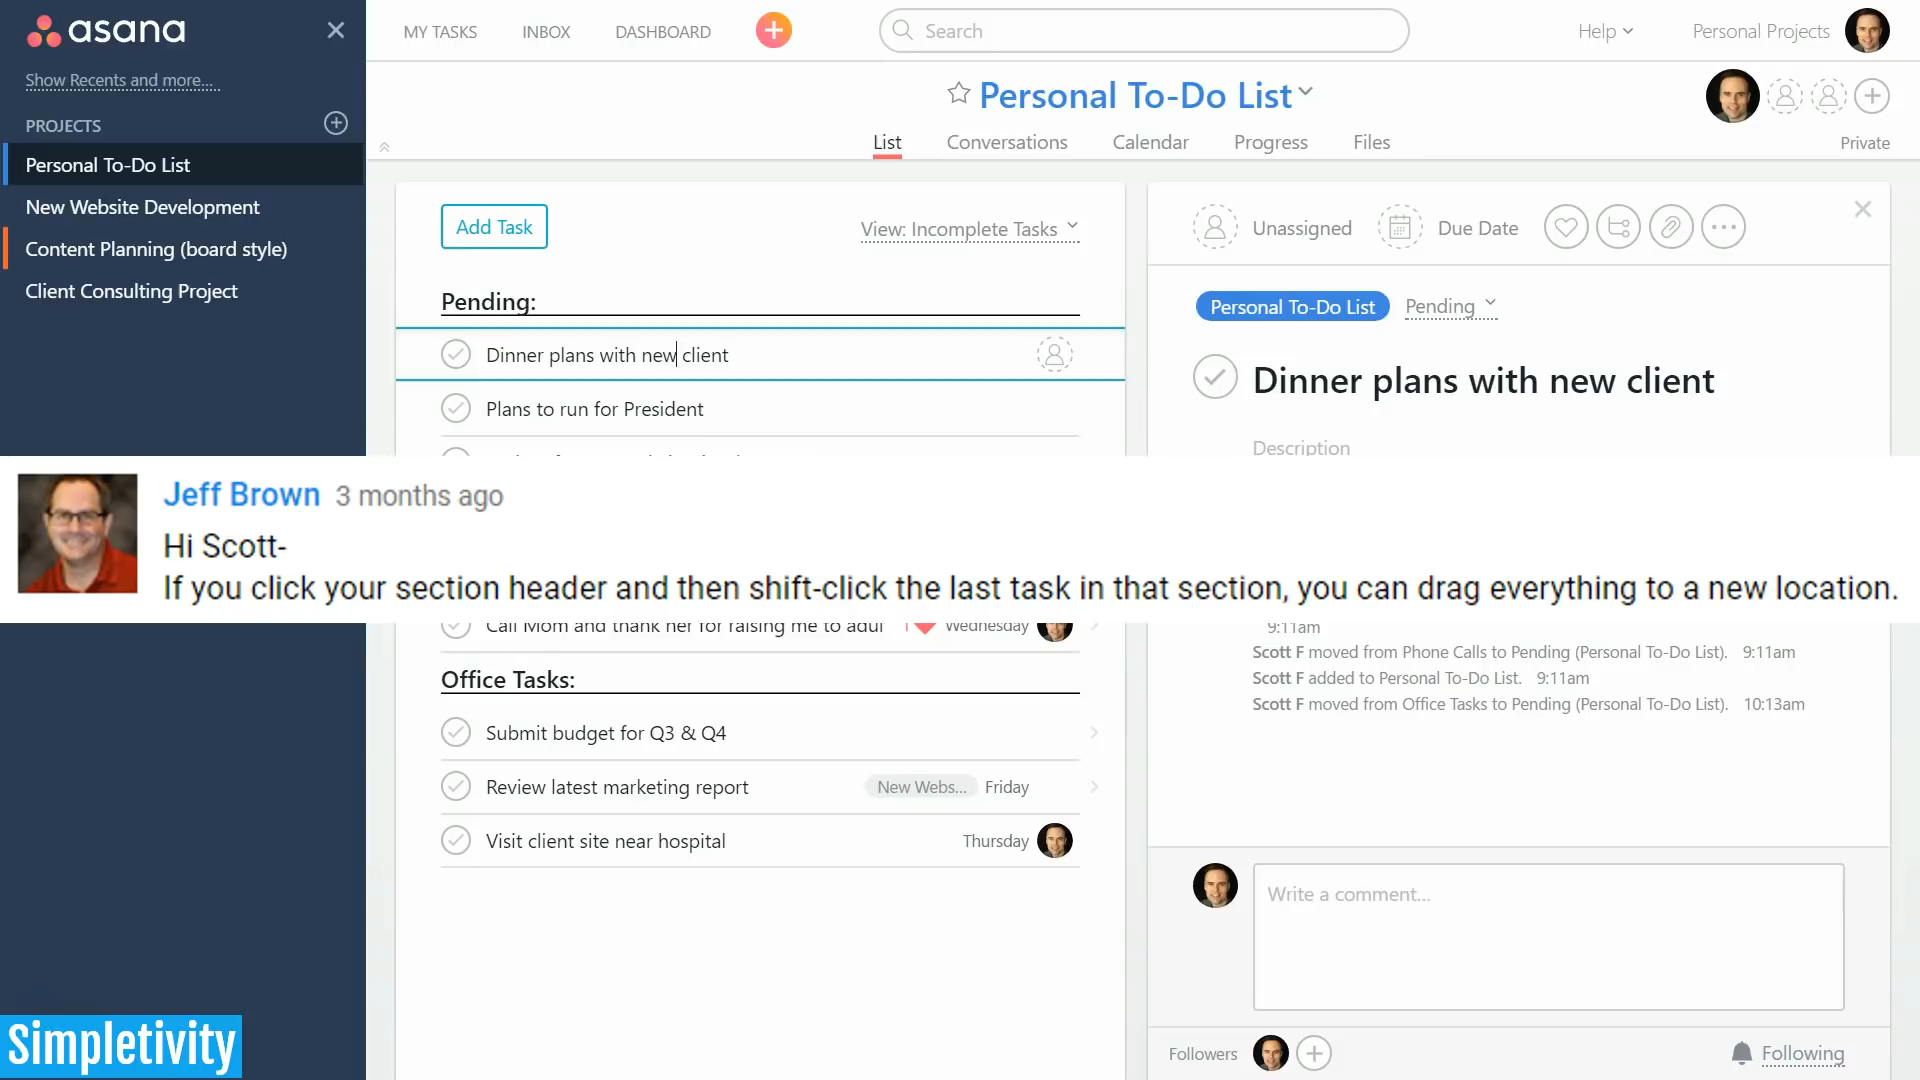 asana
Show Recents and more...
PROJECTS
Personal To-Do List
New Website Development
Content Planning (board style)
Client Consulting Project
MY TASKS
INBOX
DASHBOARD
Search
Help
Personal Projects
Personal To-Do List
List
Conversations
Calendar
Progress
Files
Private
Add Task
View: Incomplete Tasks
Pending:
Dinner plans with new client
Plans to run for President
Unassigned
Due Date
Personal To-Do List
Pending
Dinner plans with new client
Description
Jeff Brown 3 months ago
Hi Scott-
If you click your section header and then shift-click the last task in that section, you can drag everything to a new location.
Call Mom and thank her for raising me to adul
1
Wednesday
Office Tasks:
Submit budget for Q3 & Q4
Review latest marketing report
New Webs...
Friday
Visit client site near hospital
Thursday
9:11am
Scott F moved from Phone Calls to Pending (Personal To-Do List). 9:11am
Scott F added to Personal To-Do List. 9:11am
Scott F moved from Office Tasks to Pending (Personal To-Do List). 10:13am
Write a comment...
Followers
Following
Simpletivity